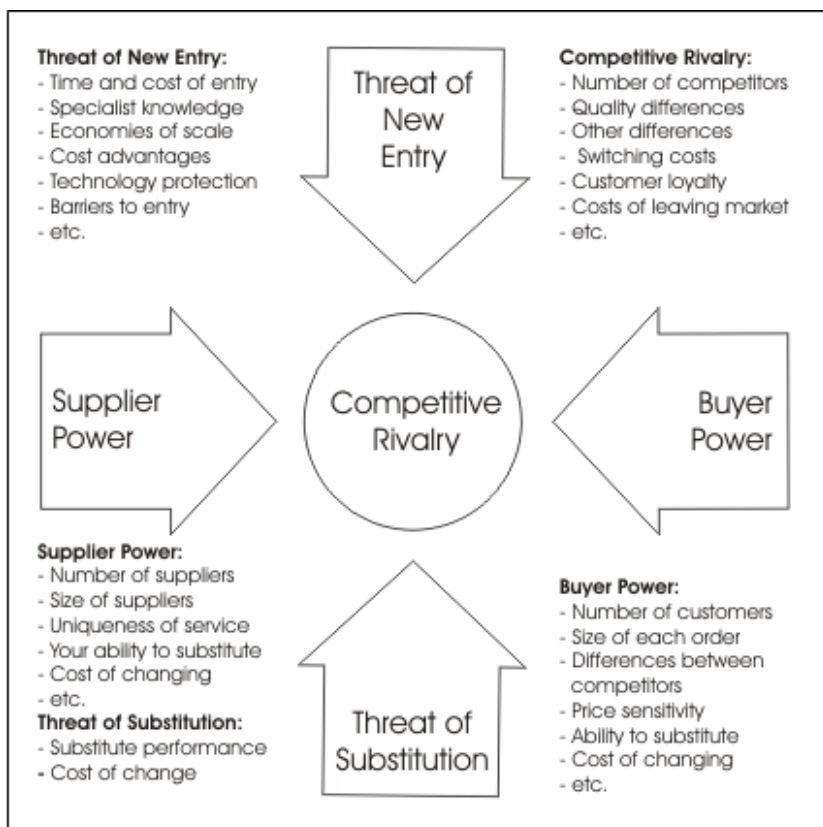 Threat of New Entry:
- Time and cost of entry
- Specialist knowledge
- Economies of scale
- Cost advantages
- Technology protection
- Barriers to entry
- etc.
Threat of
New
Entry
Competitive Rivalry:
- Number of competitors
- Quality differences
- Other differences
- Switching costs
- Customer loyalty
- Costs of leaving market
- etc.
Supplier
Power
Competitive
Rivalry
Buyer
Power
Supplier Power:
- Number of suppliers
- Size of suppliers
- Uniqueness of service
- Your ability to substitute
- Cost of changing
- etc.
Threat of Substitution:
- Substitute performance
- Cost of change
Threat of
Substitution
Buyer Power:
- Number of customers
- Size of each order
- Differences between
competitors
- Price sensitivity
- Ability to substitute
- Cost of changing
- etc.